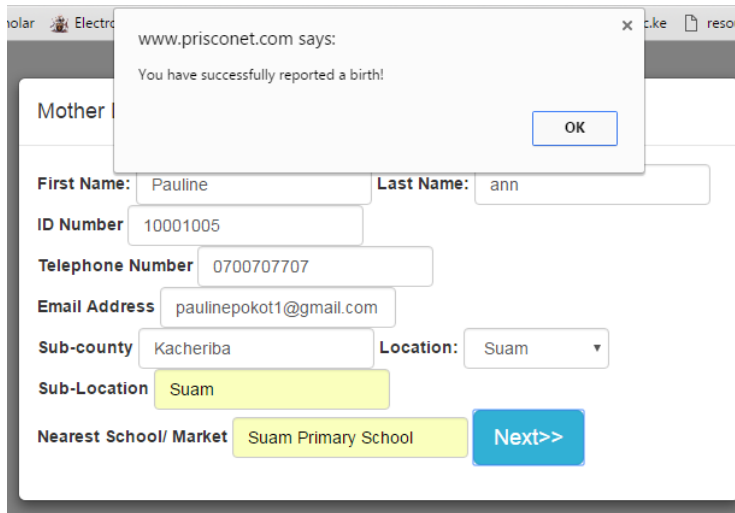 olar Electro c.ke reso
www.prisconet.com says:
You have successfully reported a birth!
OK
Mother
First Name: Pauline Last Name: ann
ID Number 10001005
Telephone Number 0700707707
Email Address paulinepokot1@gmail.com
Sub-county Kacheriba Location: Suam
Sub-Location Suam
Nearest School/ Market Suam Primary School Next>>